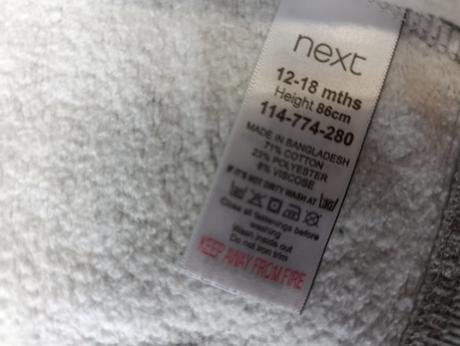 next
12-18 mths
Height 86cm
114-774-280
MADE IN BANGLADESH
71% COTTON
23% POLYESTER
6% VISCOSE
IF IT'S NOT DIRTY WASH AT
Close all fastenings before
washing
Wash inside out
Do not iron trim
KEEP AWAY FROM FIRE